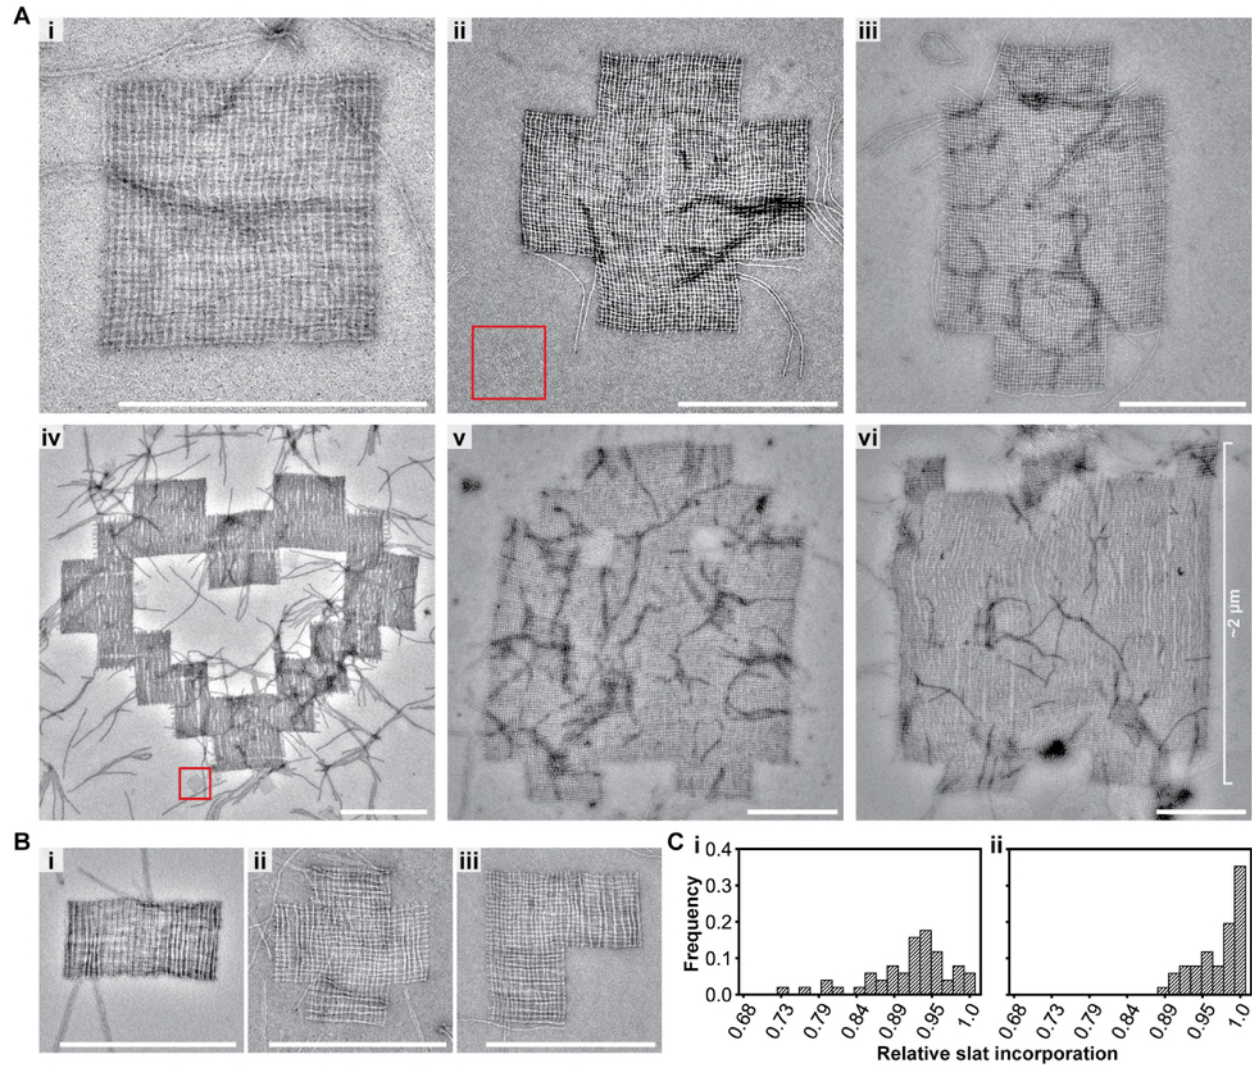 A
i
ii
iii
iv
v
vi
~2 µm
B
i
ii
iii
C
i
ii
Frequency
0.4
0.3
0.2
0.1
0.0
0.68
0.73
0.79
0.84
0.89
0.95
1.0
0.68
0.73
0.79
0.84
0.89
0.95
1.0
Relative slat incorporation